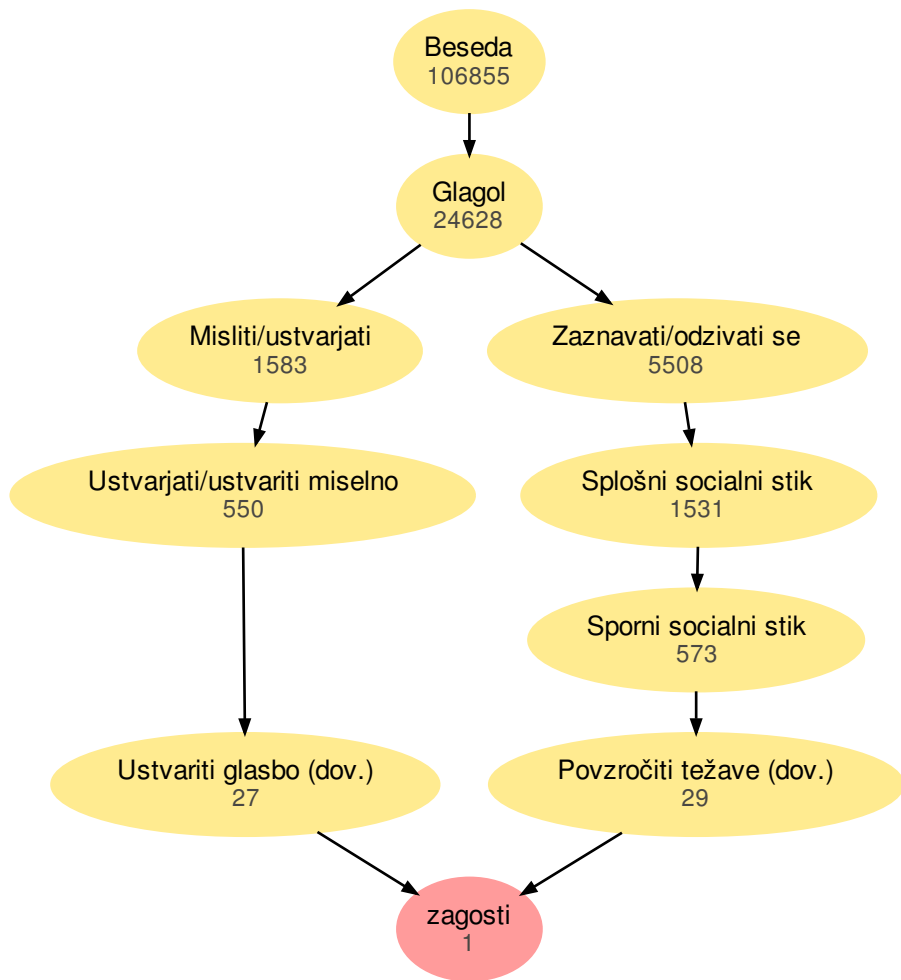 Beseda
106855
Glagol
24628
Misliti/ustvarjati
1583
Zaznavati/odzivati se
5508
Ustvarjati/ustvariti miselno
550
Splošni socialni stik
1531
Sporni socialni stik
573
Ustvariti glasbo (dov.)
27
Povzročiti težave (dov.)
29
zagosti
1